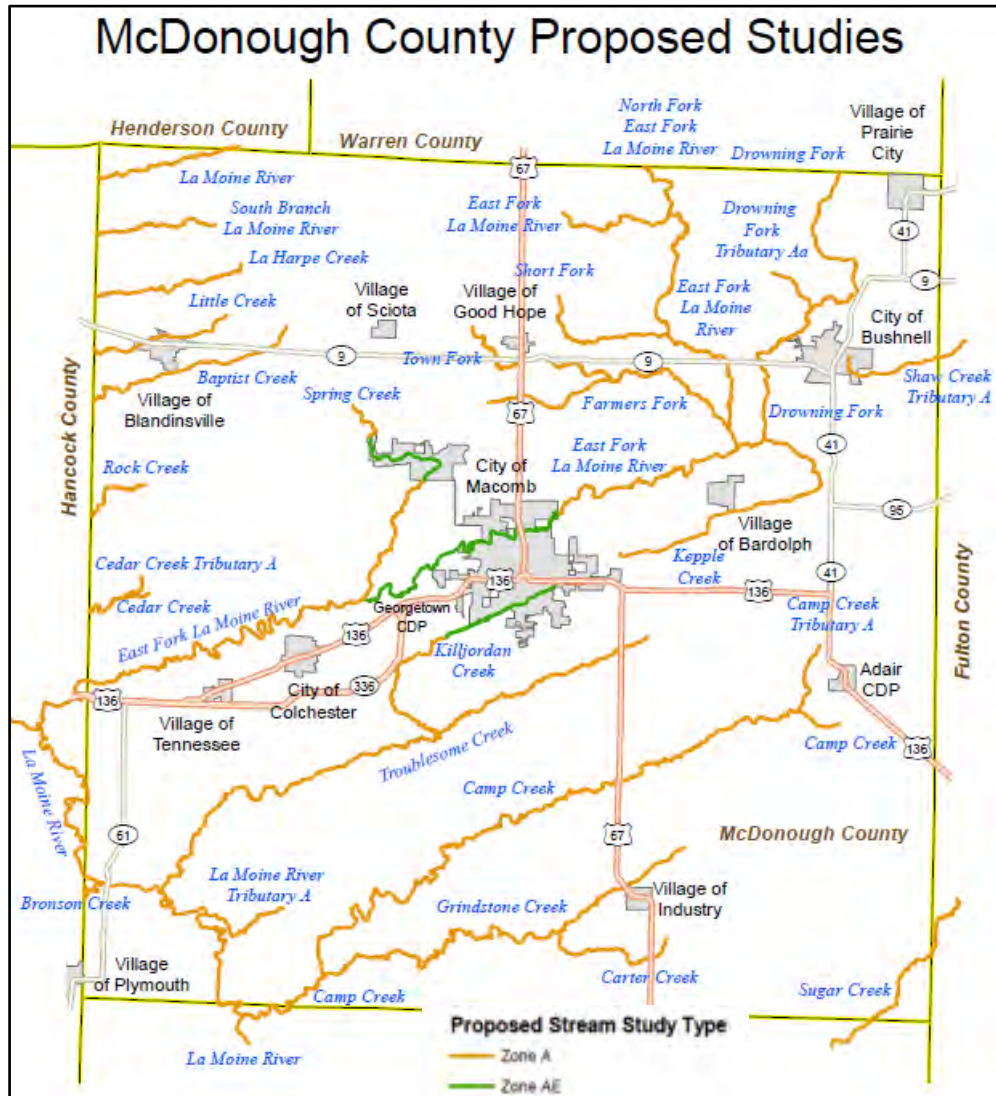 McDonough County Proposed Studies
Henderson County
Warren County
North Fork
East Fork
La Moine River
Drowning Fork
Village of
Prairie
City
67
La Moine River
South Branch
La Moine River
East Fork
La Moine River
Drowning
Fork
Tributary Aa
41
La Harpe Creek
Short Fork
9
Little Creek
Village
of Sciota
Village of
Good Hope
East Fork
La Moine
River
City of
Bushnell
9
Town Fork
9
Baptist Creek
Spring Creek
Village of
Blandinsville
67
Farmers Fork
Drowning Fork
Shaw Creek
Tributary A
Hancock County
East Fork
La Moine River
41
Rock Creek
City of
Macomb
Village
of Bardolph
95
Kepple
Creek
Cedar Creek Tributary A
136
136
41
Cedar Creek
Georgetown
CDP
Camp Creek
Tributary A
Fulton County
East Fork La Moine River
136
Killjordan
Creek
Adair
CDP
136
336
City of
Colchester
Village of
Tennessee
Troublesome Creek
Camp Creek
136
La Moine River
Camp Creek
61
67
McDonough County
La Moine River
Tributary A
Village of
Industry
Bronson Creek
Grindstone Creek
Village
of Plymouth
Carter Creek
Camp Creek
Sugar Creek
La Moine River
Proposed Stream Study Type
Zone A
Zone AE